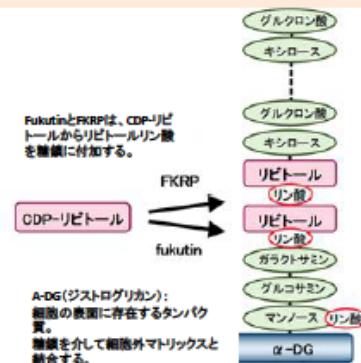 グルクロン酸
キシロース
グルクロン酸
キシロース
FukutinとFKRPは、CDP-リビ
トールからリビトールリン酸
を糖鎖に付加する。
リビトール
リン酸
FKRP
CDP-リビトール
リビトール
リン酸
fukutin
ガラクトサミン
グルコサミン
マンノース
リン酸
α-DG
A-DG(ジストログリカン):
細胞の表面に存在するタンパク
質。
糖鎖を介して細胞外マトリックスと
結合する。